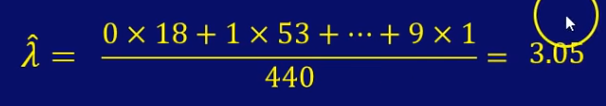 λ̂ = (0 × 18 + 1 × 53 + ⋯ + 9 × 1) / 440 = 3.05